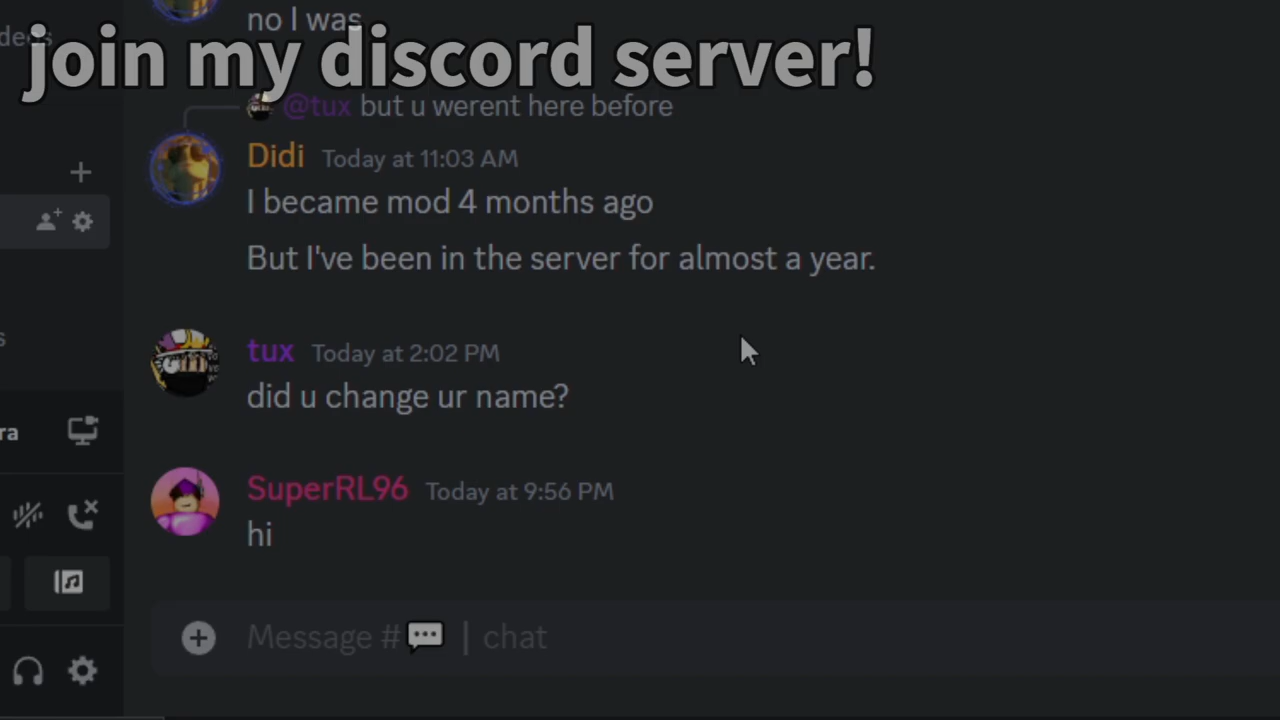 no I was
deos
join my discord server!
@tux but u werent here before
Didi Today at 11:03 AM
I became mod 4 months ago
But I've been in the server for almost a year.
tux Today at 2:02 PM
did u change ur name?
ra
SuperRL96 Today at 9:56 PM
hi
Message #💬 | chat